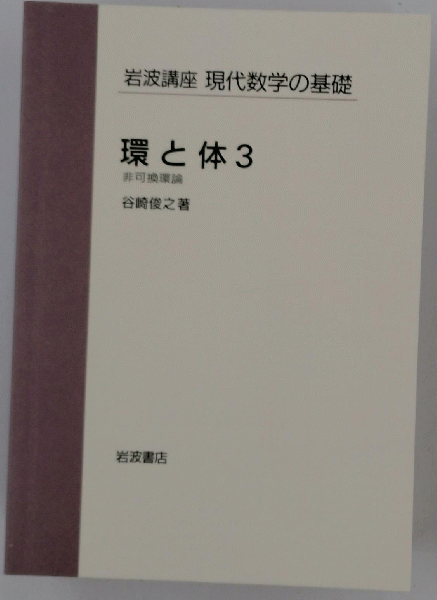 岩波講座 現代数学の基礎
環と体3
非可換環論
谷崎俊之著
岩波書店